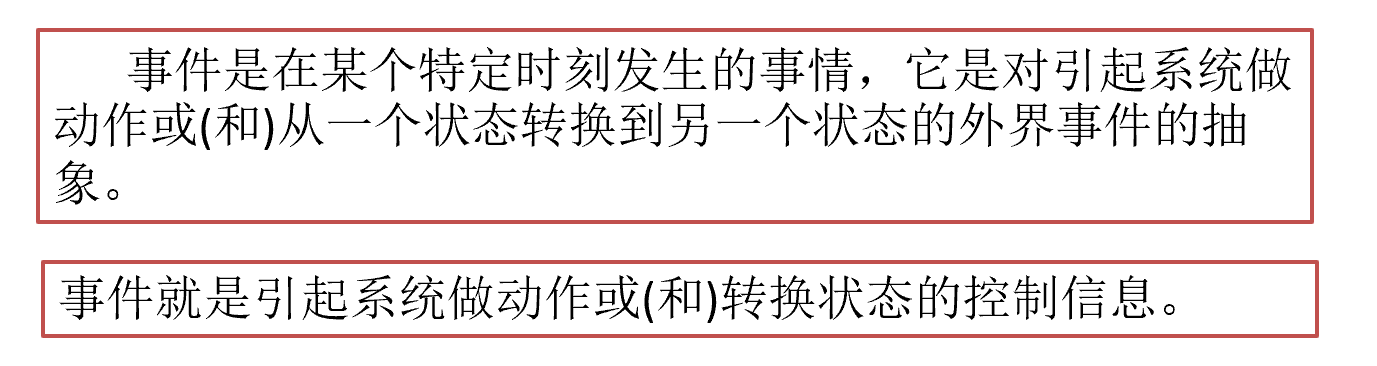 事件是在某个特定时刻发生的事情，它是对引起系统做
动作或(和)从一个状态转换到另一个状态的外界事件的抽
象。
事件就是引起系统做动作或(和)转换状态的控制信息。